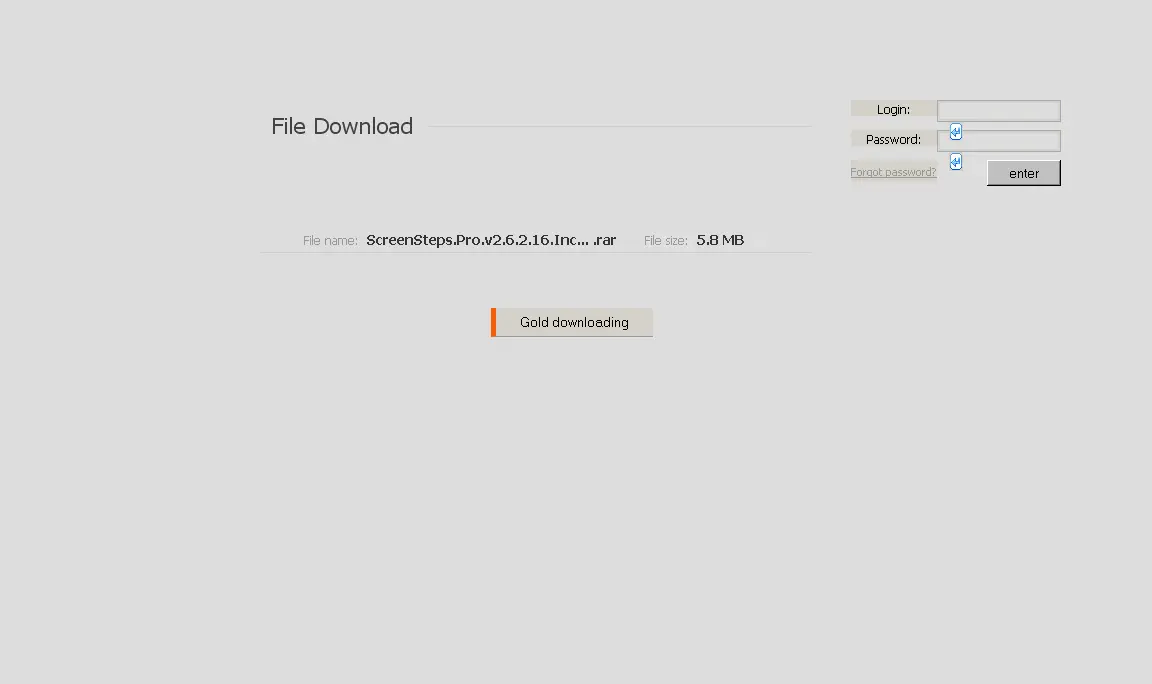 File Download
Login:
Password:
Forgot password?
enter
File name: ScreenSteps.Pro.v2.6.2.16.Inc... .rar File size: 5.8 MB
Gold downloading